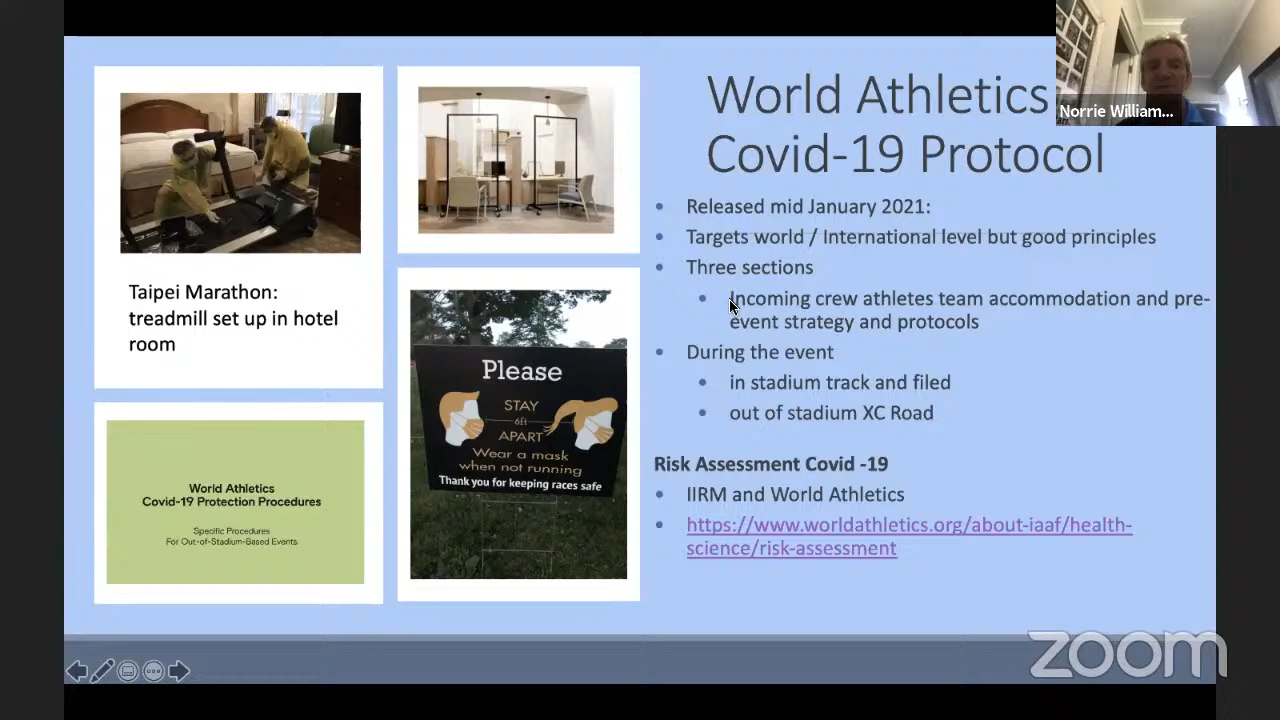 World Athletics
Covid-19 Protocol
Norrie William...
Released mid January 2021:
Targets world / International level but good principles
Three sections
Incoming crew athletes team accommodation and pre-
event strategy and protocols
During the event
in stadium track and filed
out of stadium XC Road
Risk Assessment Covid -19
IIRM and World Athletics
https://www.worldathletics.org/about-iaaf/health-
science/risk-assessment
Taipei Marathon:
treadmill set up in hotel
room
World Athletics
Covid-19 Protection Procedures
Specific Procedures
For Out-of-Stadium-Based Events
Please
STAY
6ft
APART
Wear a mask
when not running
Thank you for keeping races safe
zoom